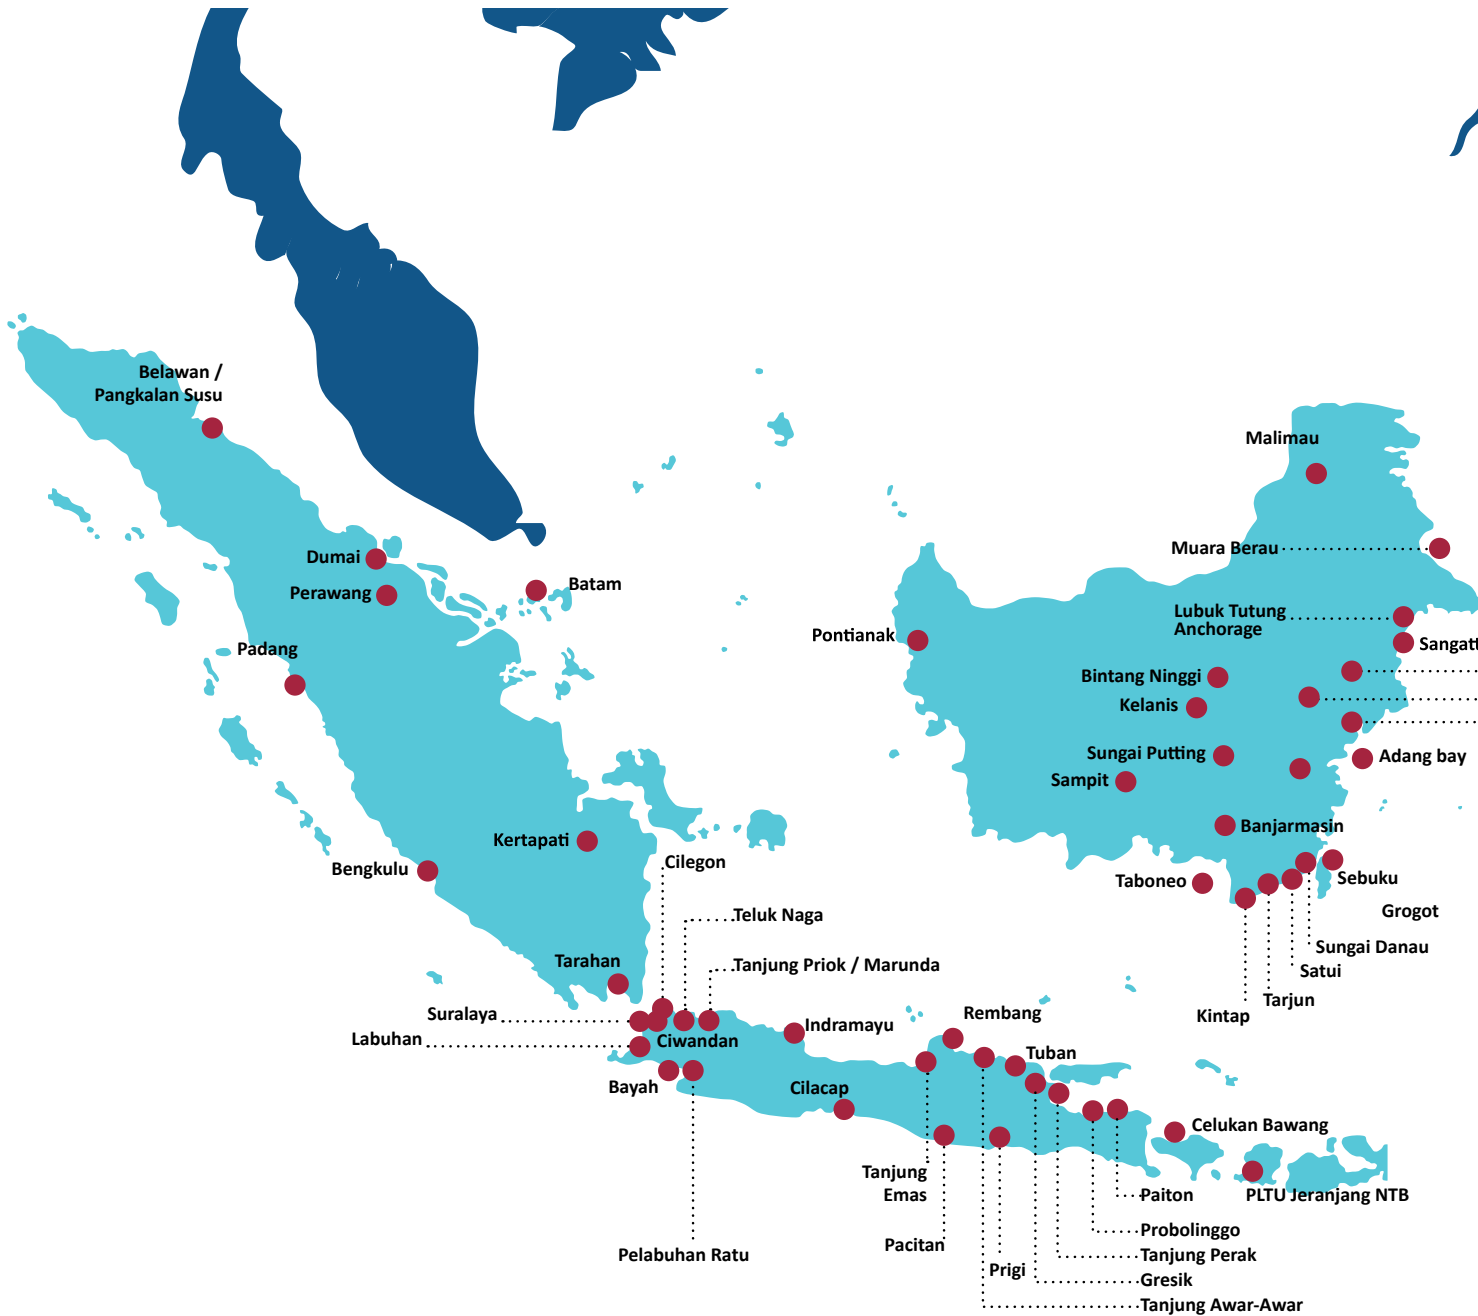 Belawan /
Pangkalan Susu
Malimau
Dumai
Muara Berau
Batam
Perawang
Lubuk Tutung
Anchorage
Pontianak
Padang
Sangatt
Bintang Ninggi
Kelanis
Sungai Putting
Adang bay
Sampit
Kertapati
Banjarmasin
Cilegon
Bengkulu
Taboneo
Sebuku
Teluk Naga
Grogot
Sungai Danau
Tarahan
Tanjung Priok / Marunda
Satui
Tarjun
Suralaya
Kintap
Rembang
Labuhan
Ciwandan
Indramayu
Tuban
Bayah
Cilacap
Celukan Bawang
Tanjung
Emas
Paiton
PLTU Jeranjang NTB
Probolinggo
Pacitan
Pelabuhan Ratu
Tanjung Perak
Prigi
Gresik
Tanjung Awar-Awar